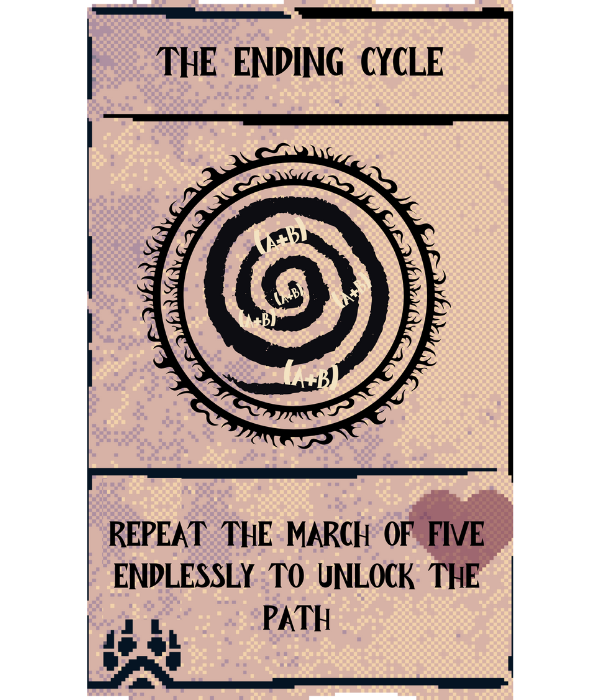 THE ENDING CYCLE
(A+B)
(A+B)
(A+B)
(A+B)
REPEAT THE MARCH OF FIVE
ENDLESSLY TO UNLOCK THE
PATH